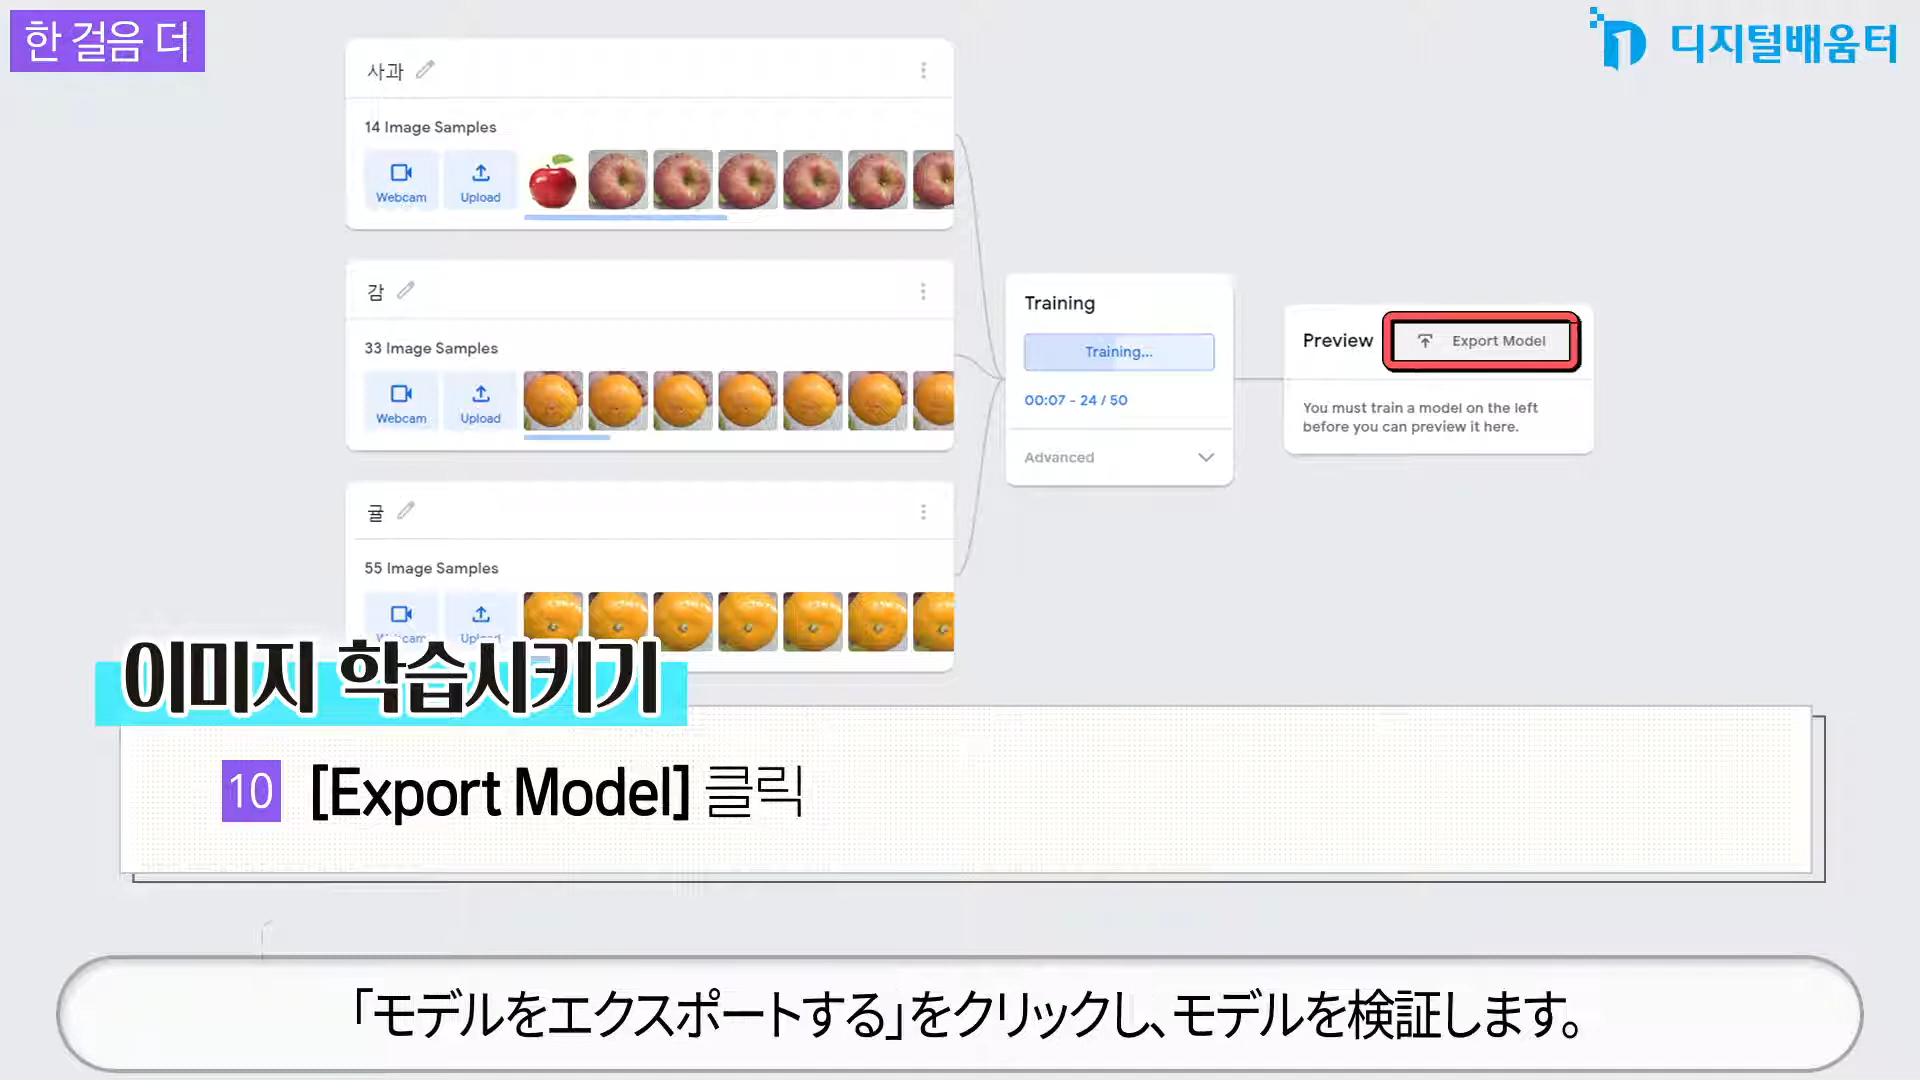 한 걸음 더
디지털배움터
사과
14 Image Samples
Webcam
Upload
감
33 Image Samples
Webcam
Upload
귤
55 Image Samples
Webcam
Upload
Training
Training...
00:07 - 24 / 50
Advanced
Preview
Export Model
You must train a model on the left
before you can preview it here.
이미지 학습시키기
10 [Export Model] 클릭
「モデルをエクスポートする」をクリックし、モデルを検証します。